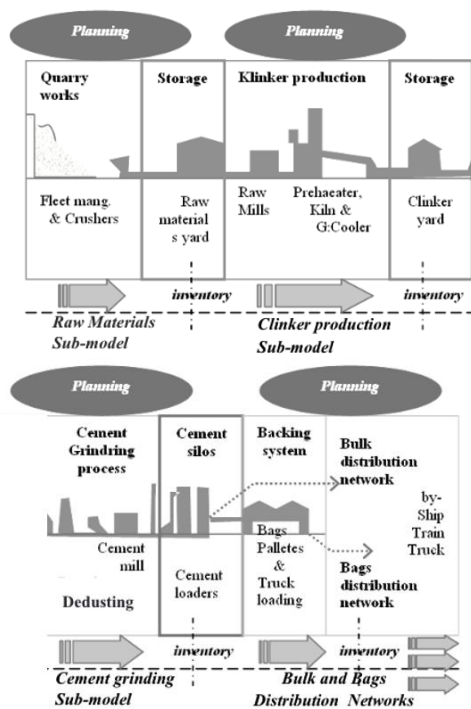 Planning
Planning
Quarry works
Storage
Klinker production
Storage
Fleet mang.
& Crushers
Raw
material
s yard
Raw
Mills
Prehaeater,
Kiln &
G:Cooler
Clinker
yard
inventory
inventory
Raw Materials
Sub-model
Clinker production
Sub-model
Planning
Planning
Cement
Grindring
process
Cement
silos
Backing
system
Bulk
distribution
network
by-
Ship
Train
Truck
Cement
mill
Dedusting
Cement
loaders
Bags
Palletes
&
Truck
loading
Bags
distribution
network
inventory
inventory
Cement grinding
Sub-model
Bulk and Bags
Distribution Networks